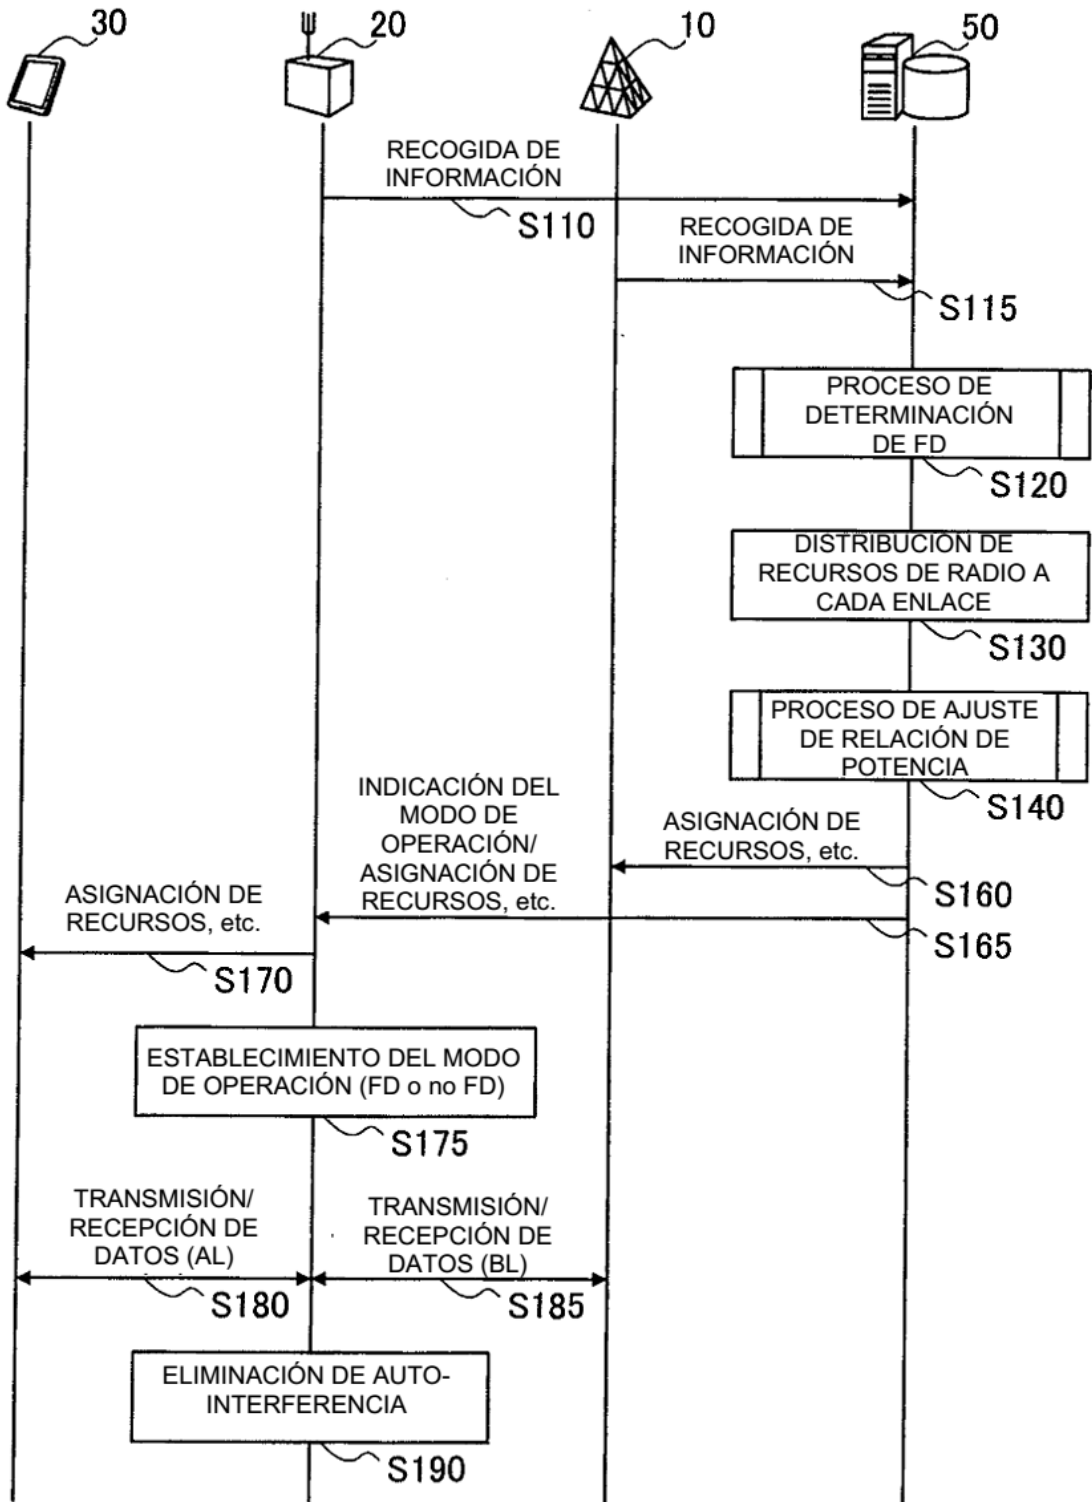 30
20
10
50
RECOGIDA DE
INFORMACIÓN
S110
RECOGIDA DE
INFORMACIÓN
S115
PROCESO DE
DETERMINACIÓN
DE FD
S120
DISTRIBUCIÓN DE
RECURSOS DE RADIO A
CADA ENLACE
S130
PROCESO DE AJUSTE
DE RELACIÓN DE
POTENCIA
S140
ASIGNACIÓN DE
RECURSOS, etc.
S160
INDICACIÓN DEL
MODO DE
OPERACIÓN/
ASIGNACIÓN DE
RECURSOS, etc.
S165
ASIGNACIÓN DE
RECURSOS, etc.
S170
ESTABLECIMIENTO DEL MODO
DE OPERACIÓN (FD o no FD)
S175
TRANSMISIÓN/
RECEPCIÓN DE
DATOS (AL)
S180
TRANSMISIÓN/
RECEPCIÓN DE
DATOS (BL)
S185
ELIMINACIÓN DE AUTO-
INTERFERENCIA
S190